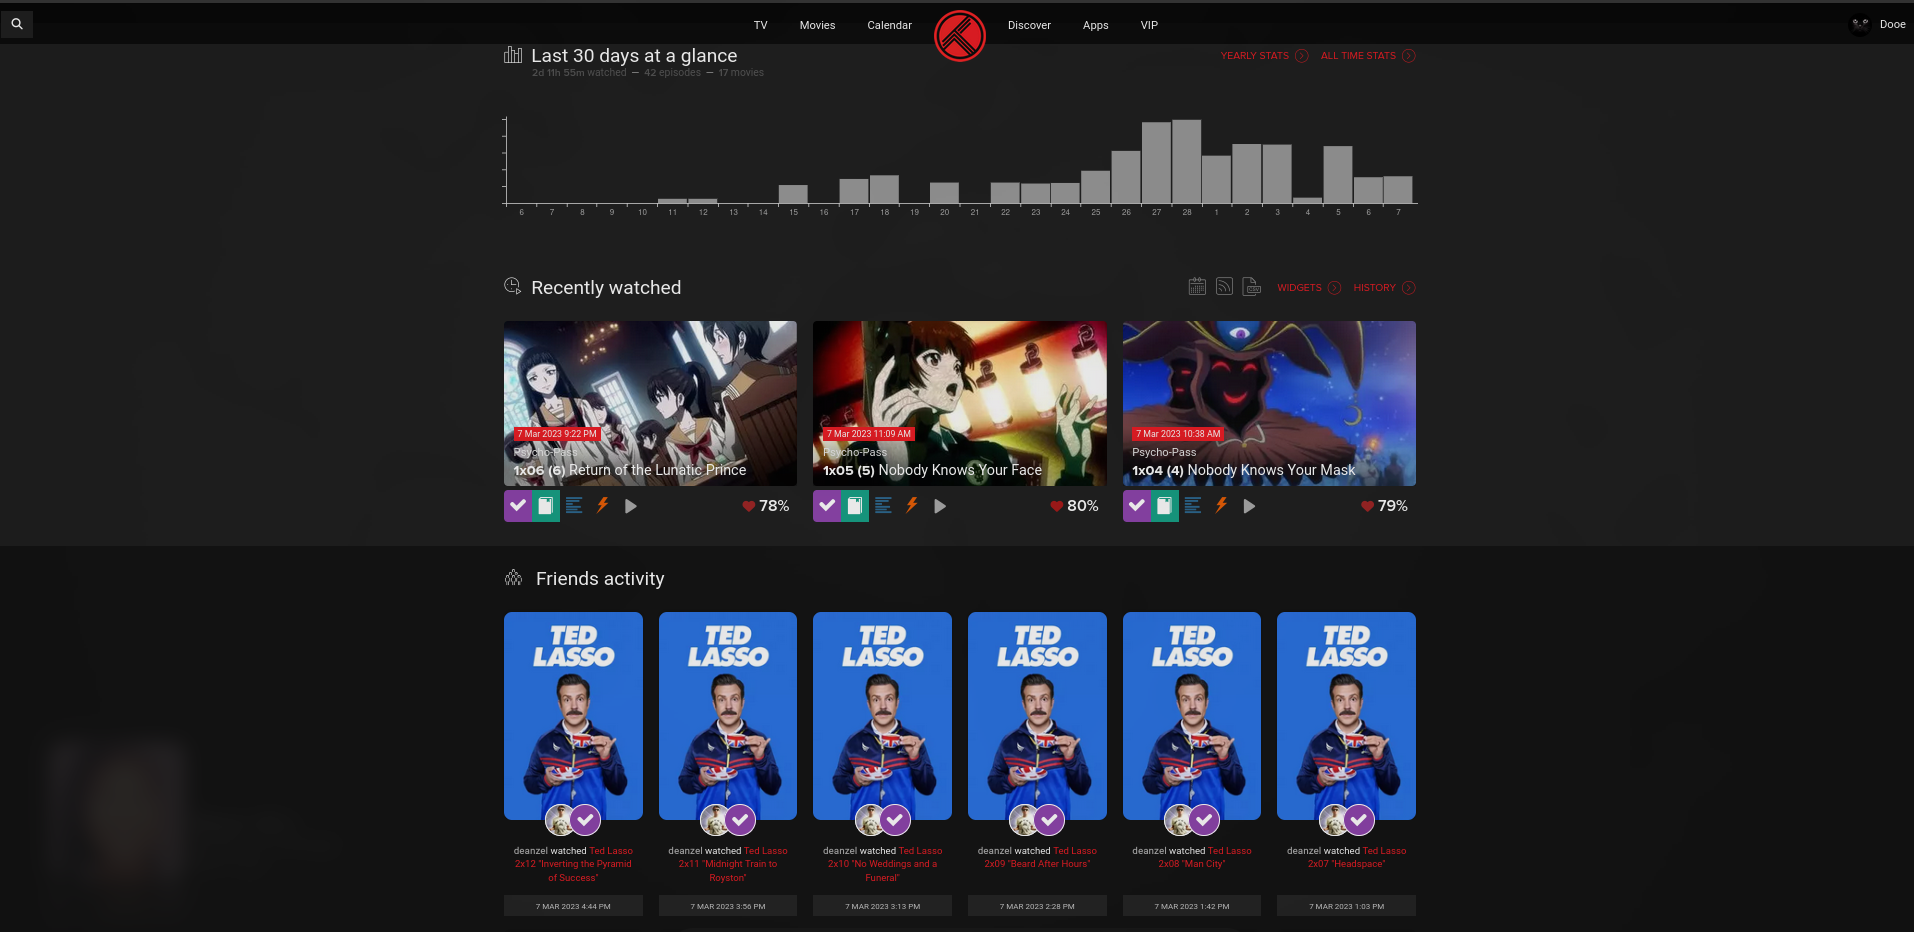 TV Movies Calendar Discover Apps VIP Dooe
Last 30 days at a glance
YEARLY STATS ALL TIME STATS
2d 11h 55m watched — 42 episodes — 17 movies
6 7 8 9 10 11 12 13 14 15 16 17 18 19 20 21 22 23 24 25 26 27 28 1 2 3 4 5 6 7
Recently watched
WIDGETS HISTORY
7 Mar 2023 9:22 PM
Psycho-Pass
1x06 (6) Return of the Lunatic Prince
78%
7 Mar 2023 11:09 AM
Psycho-Pass
1x05 (5) Nobody Knows Your Face
80%
7 Mar 2023 10:38 AM
Psycho-Pass
1x04 (4) Nobody Knows Your Mask
79%
Friends activity
TED
LASSO
deanzel watched Ted Lasso
2x12 "Inverting the Pyramid
of Success"
7 MAR 2023 4:44 PM
TED
LASSO
deanzel watched Ted Lasso
2x11 "Midnight Train to
Royston"
7 MAR 2023 3:56 PM
TED
LASSO
deanzel watched Ted Lasso
2x10 "No Weddings and a
Funeral"
7 MAR 2023 3:13 PM
TED
LASSO
deanzel watched Ted Lasso
2x09 "Beard After Hours"
7 MAR 2023 2:28 PM
TED
LASSO
deanzel watched Ted Lasso
2x08 "Man City"
7 MAR 2023 1:42 PM
TED
LASSO
deanzel watched Ted Lasso
2x07 "Headspace"
7 MAR 2023 1:03 PM